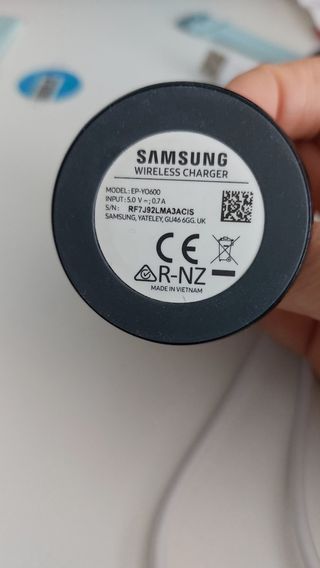 SAMSUNG
WIRELESS CHARGER
MODEL: EP-YO600
INPUT: 5.0 V ⎓; 0.7 A
S/N : RF7J92LMA3ACIS
SAMSUNG, YATELEY, GU46 6GG. UK
CE
R-NZ
MADE IN VIETNAM